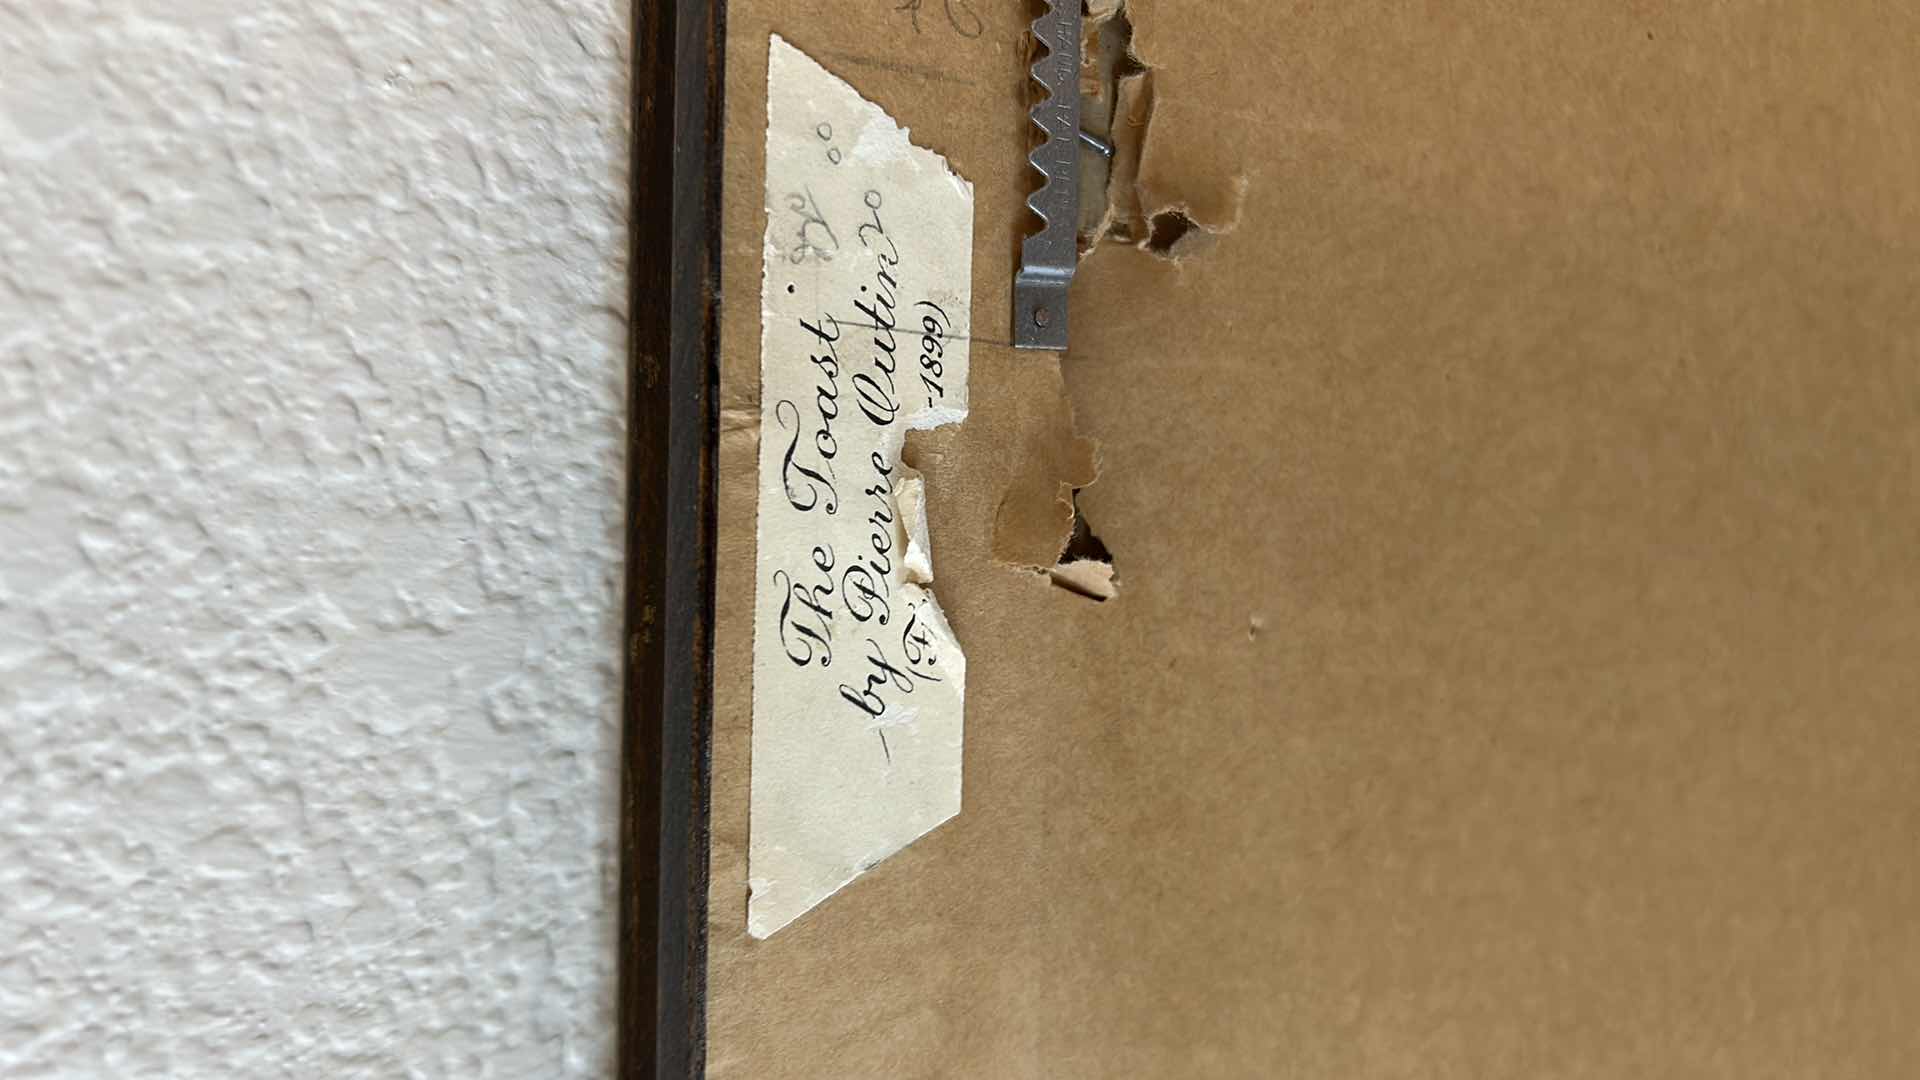 The Toast
by Pierre Outin
(F -1899)